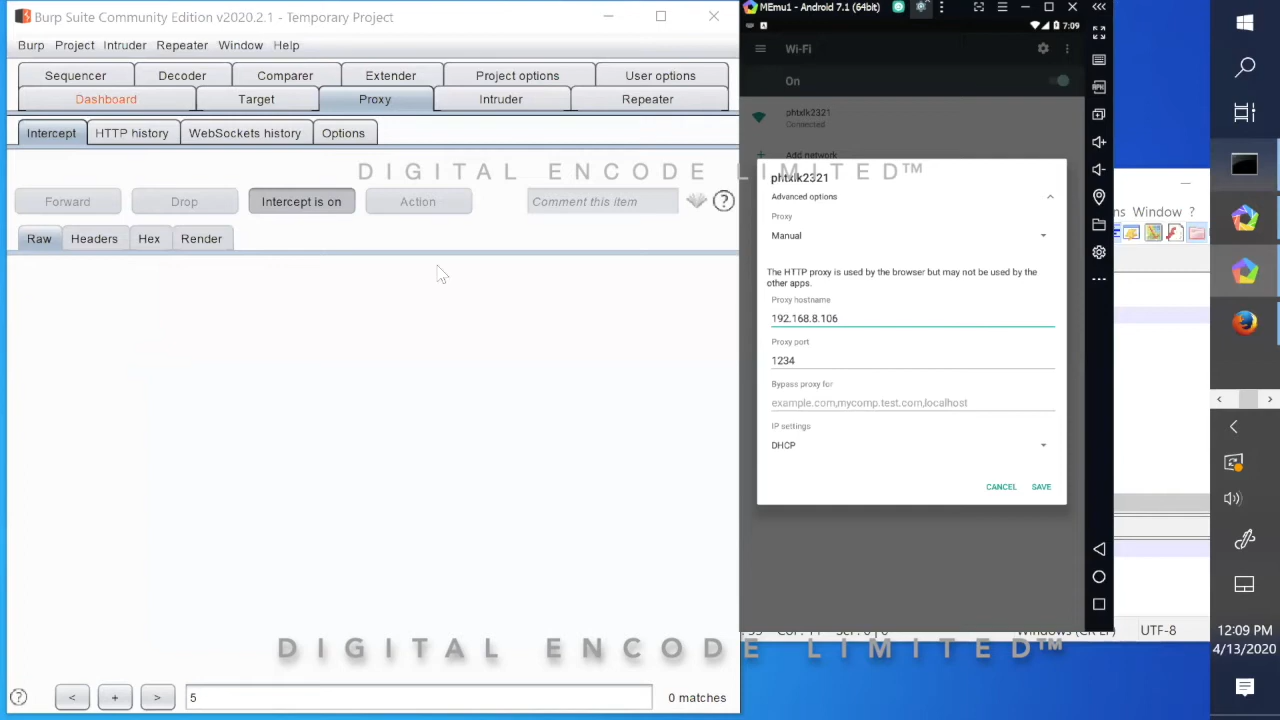 Burp Suite Community Edition v2020.2.1 - Temporary Project
Burp Project Intruder Repeater Window Help
Sequencer Decoder Comparer Extender Project options User options
Dashboard Target Proxy Intruder Repeater
Intercept HTTP history WebSockets history Options
Forward Drop Intercept is on Action Comment this item ?
Raw Headers Hex Render
? < + > 5 0 matches
MEmu1 - Android 7.1 (64bit)
7:09
Wi-Fi
On
phtxlk2321
Connected
Add network
phtxlk2321
Advanced options
Proxy
Manual
The HTTP proxy is used by the browser but may not be used by the
other apps.
Proxy hostname
192.168.8.106
Proxy port
1234
Bypass proxy for
example.com,mycomp.test.com,localhost
IP settings
DHCP
CANCEL SAVE
Window ?
UTF-8
12:09 PM
4/13/2020
DIGITAL ENCODE LIMITED™
DIGITAL ENCODE LIMITED™